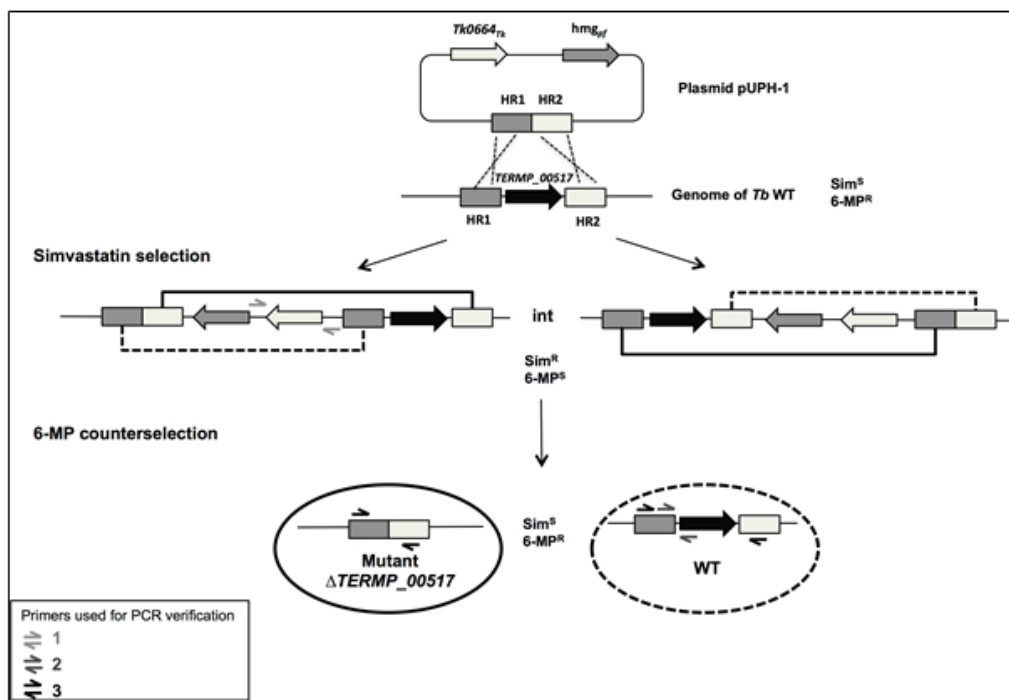 Tk0664Tk
hmgpf
Plasmid pUPH-1
HR1 HR2
TERMP_00517
Genome of Tb WT
SimS
6-MPR
HR1
HR2
Simvastatin selection
int
SimR
6-MPS
6-MP counterselection
SimS
6-MPR
Mutant
ΔTERMP_00517
WT
Primers used for PCR verification
1
2
3